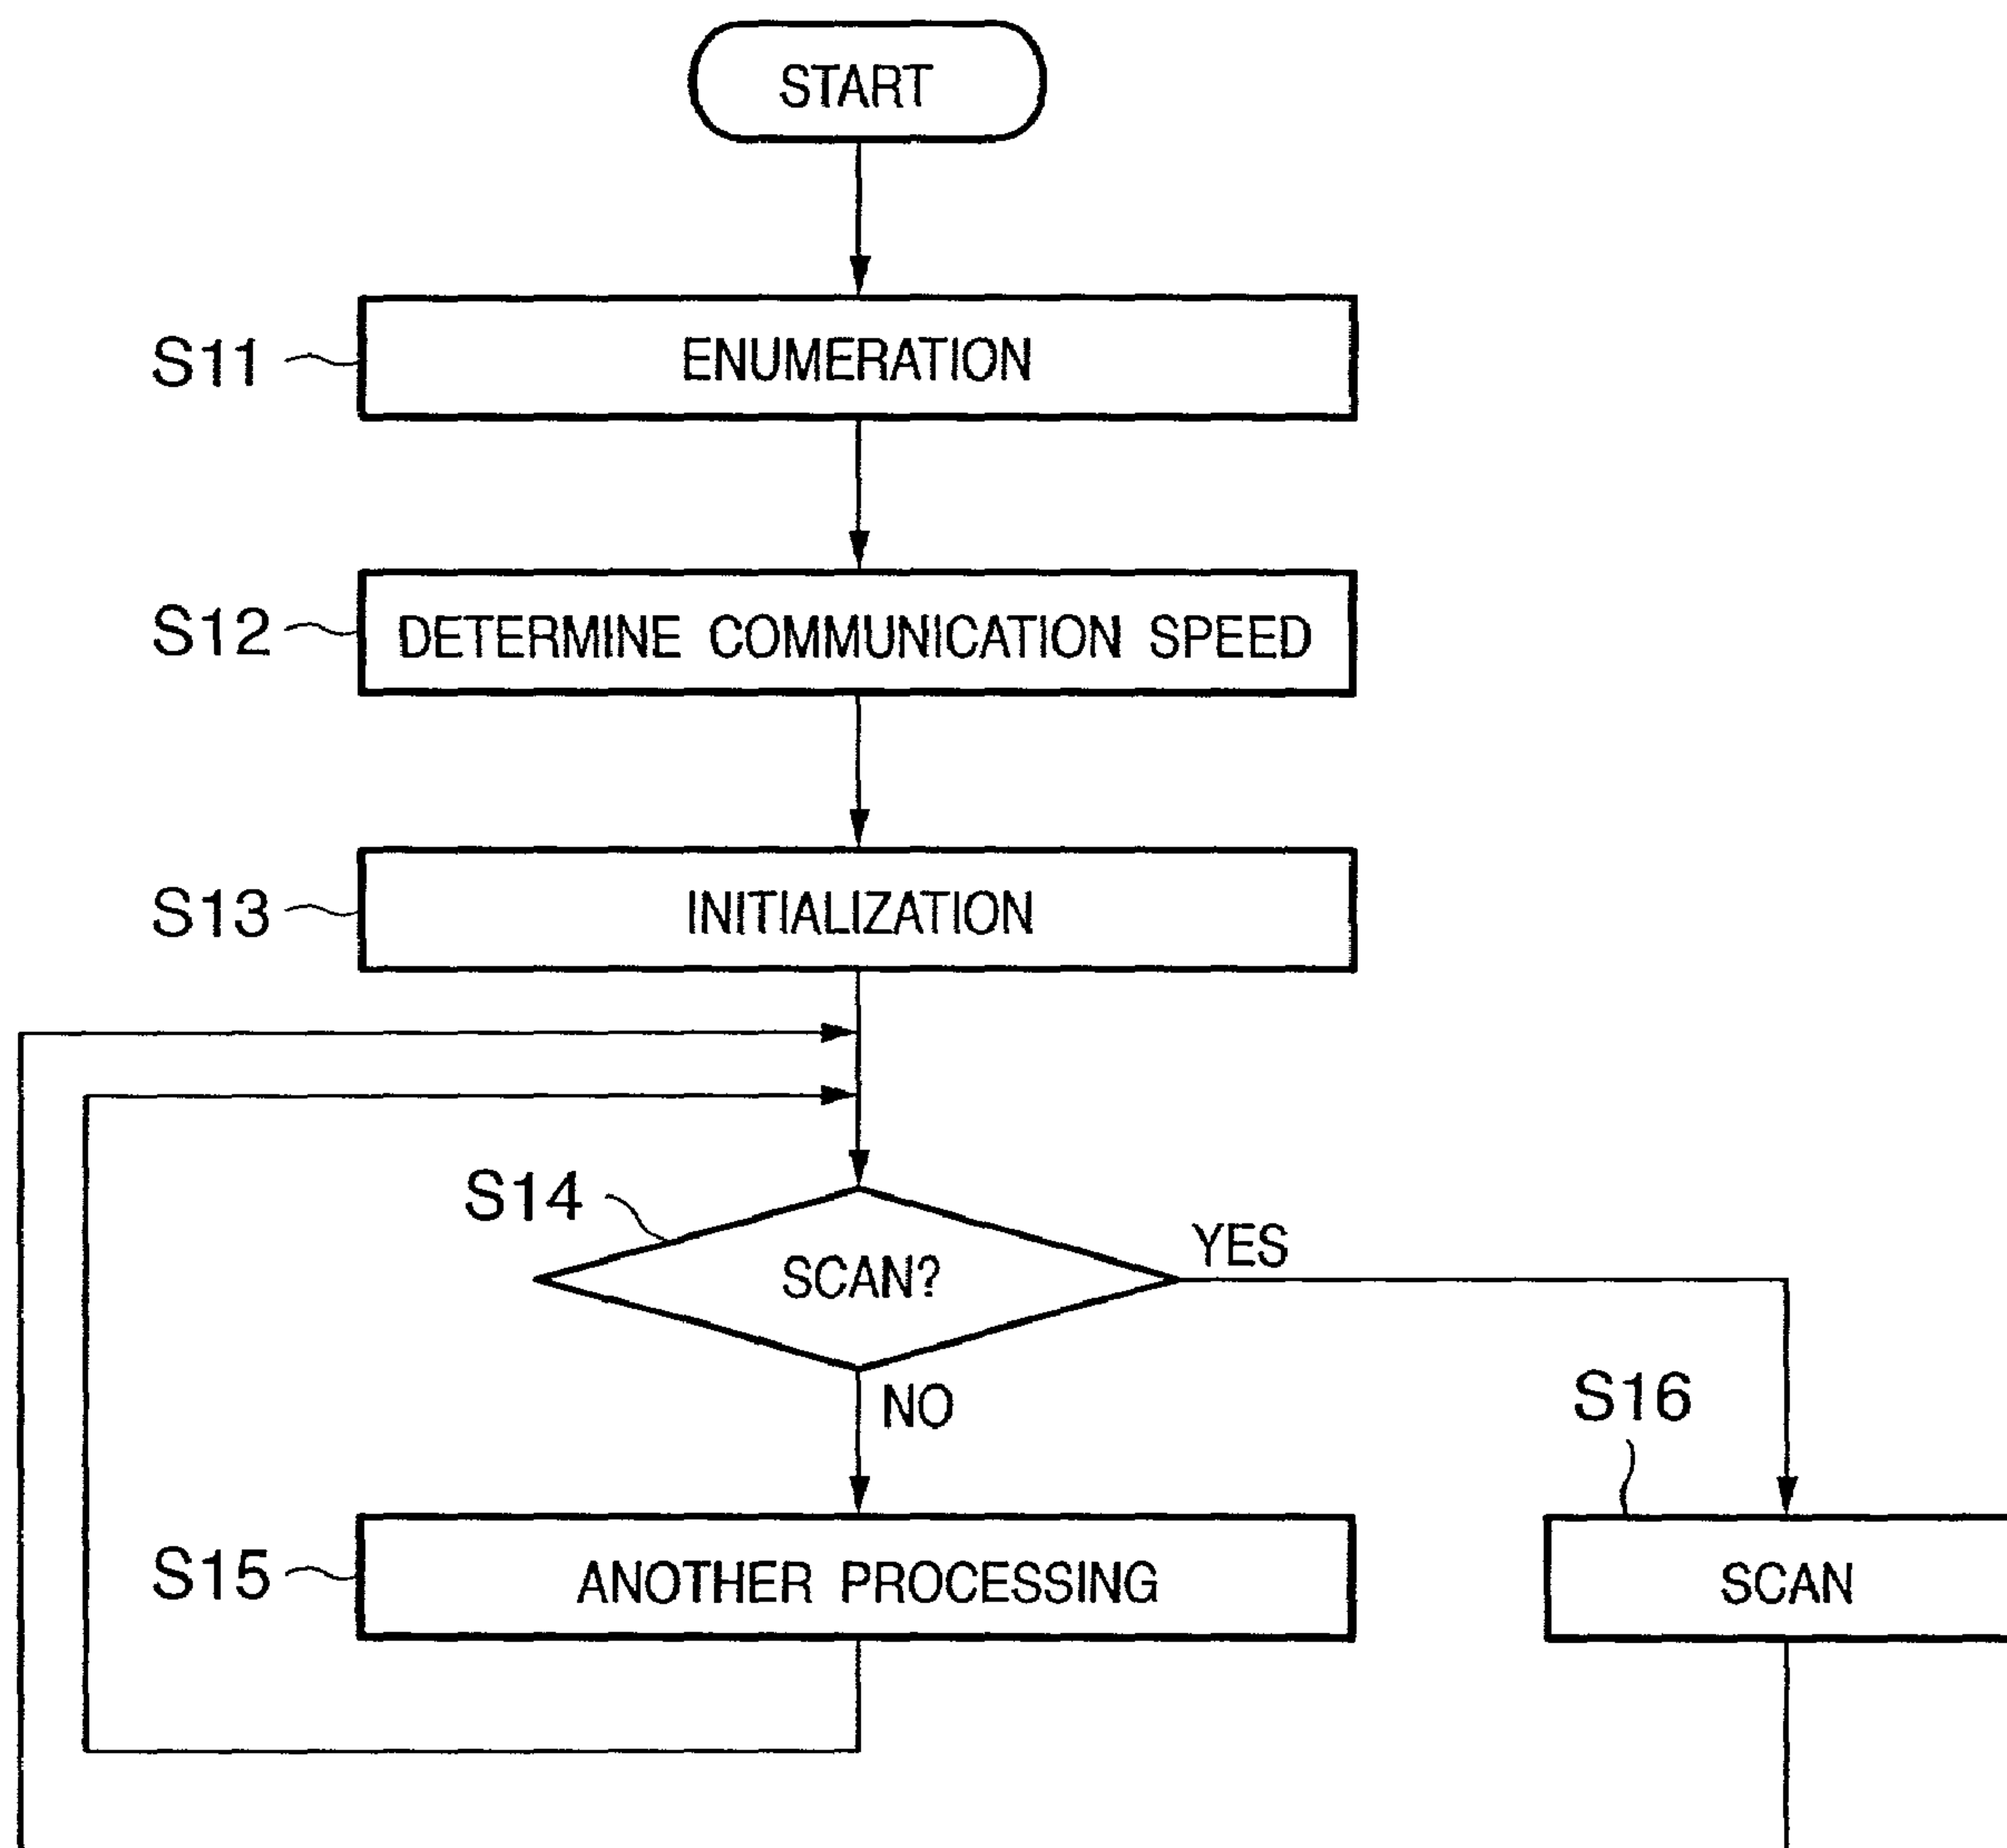 START
S11
ENUMERATION
S12
DETERMINE COMMUNICATION SPEED
S13
INITIALIZATION
S14
SCAN?
YES
NO
S16
S15
ANOTHER PROCESSING
SCAN